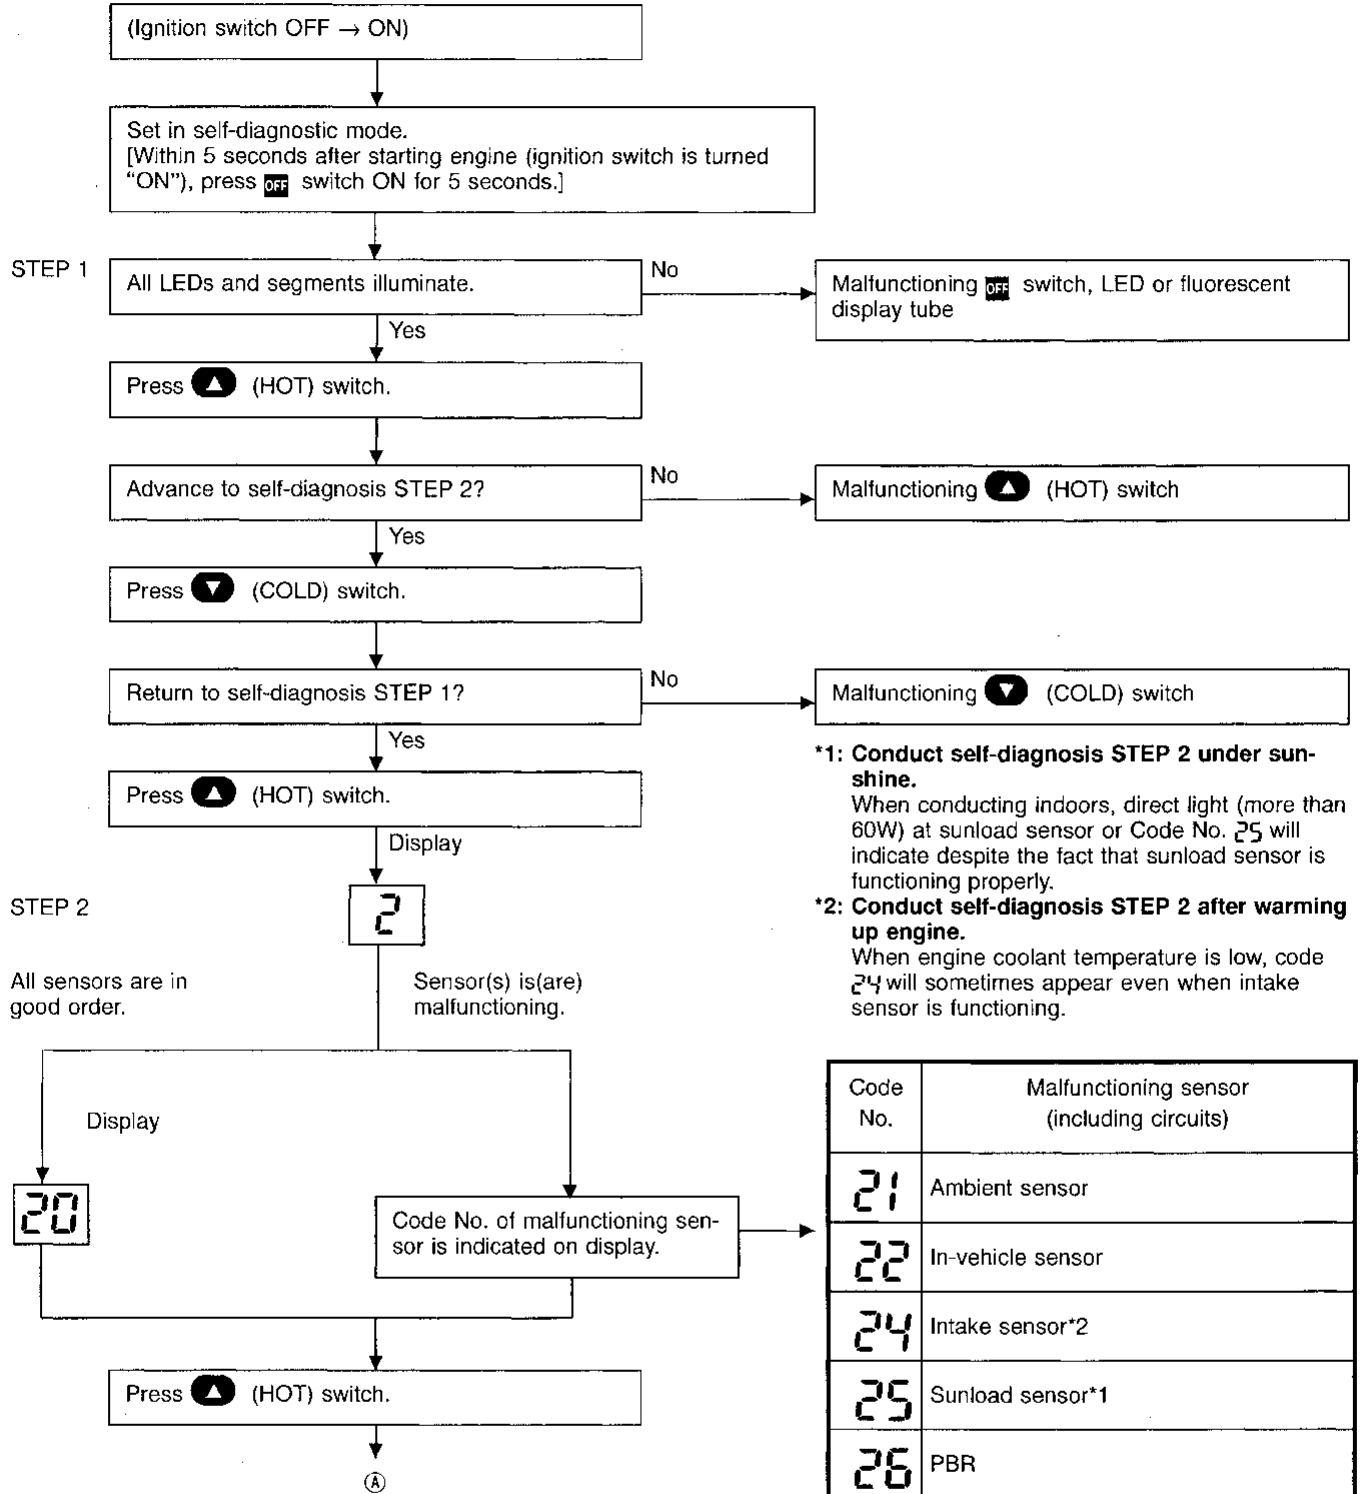 (Ignition switch OFF → ON)
Set in self-diagnostic mode.
[Within 5 seconds after starting engine (ignition switch is turned
“ON”), press OFF switch ON for 5 seconds.]
STEP 1
All LEDs and segments illuminate.
No
Malfunctioning OFF switch, LED or fluorescent
display tube
Yes
Press ▲ (HOT) switch.
Advance to self-diagnosis STEP 2?
No
Malfunctioning ▲ (HOT) switch
Yes
Press ▼ (COLD) switch.
Return to self-diagnosis STEP 1?
No
Malfunctioning ▼ (COLD) switch
Yes
Press ▲ (HOT) switch.
Display
*1: Conduct self-diagnosis STEP 2 under sun-
shine.
When conducting indoors, direct light (more than
60W) at sunload sensor or Code No. 25 will
indicate despite the fact that sunload sensor is
functioning properly.
*2: Conduct self-diagnosis STEP 2 after warming
up engine.
When engine coolant temperature is low, code
24 will sometimes appear even when intake
sensor is functioning.
STEP 2
2
All sensors are in
good order.
Sensor(s) is(are)
malfunctioning.
Display
20
Code No. of malfunctioning sen-
sor is indicated on display.
Code
No.
Malfunctioning sensor
(including circuits)
21 Ambient sensor
22 In-vehicle sensor
24 Intake sensor*2
25 Sunload sensor*1
26 PBR
Press ▲ (HOT) switch.
Ⓐ